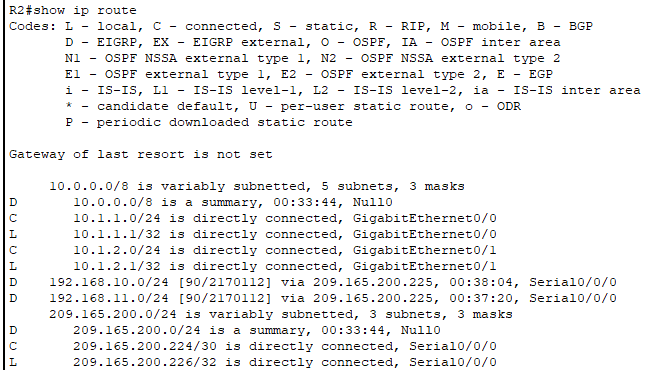 R2#show ip route
Codes: L - local, C - connected, S - static, R - RIP, M - mobile, B - BGP
       D - EIGRP, EX - EIGRP external, O - OSPF, IA - OSPF inter area
       N1 - OSPF NSSA external type 1, N2 - OSPF NSSA external type 2
       E1 - OSPF external type 1, E2 - OSPF external type 2, E - EGP
       i - IS-IS, L1 - IS-IS level-1, L2 - IS-IS level-2, ia - IS-IS inter area
       * - candidate default, U - per-user static route, o - ODR
       P - periodic downloaded static route

Gateway of last resort is not set

     10.0.0.0/8 is variably subnetted, 5 subnets, 3 masks
D       10.0.0.0/8 is a summary, 00:33:44, Null0
C       10.1.1.0/24 is directly connected, GigabitEthernet0/0
L       10.1.1.1/32 is directly connected, GigabitEthernet0/0
C       10.1.2.0/24 is directly connected, GigabitEthernet0/1
L       10.1.2.1/32 is directly connected, GigabitEthernet0/1
D    192.168.10.0/24 [90/2170112] via 209.165.200.225, 00:38:04, Serial0/0/0
D    192.168.11.0/24 [90/2170112] via 209.165.200.225, 00:37:20, Serial0/0/0
     209.165.200.0/24 is variably subnetted, 3 subnets, 3 masks
D       209.165.200.0/24 is a summary, 00:33:44, Null0
C       209.165.200.224/30 is directly connected, Serial0/0/0
L       209.165.200.226/32 is directly connected, Serial0/0/0